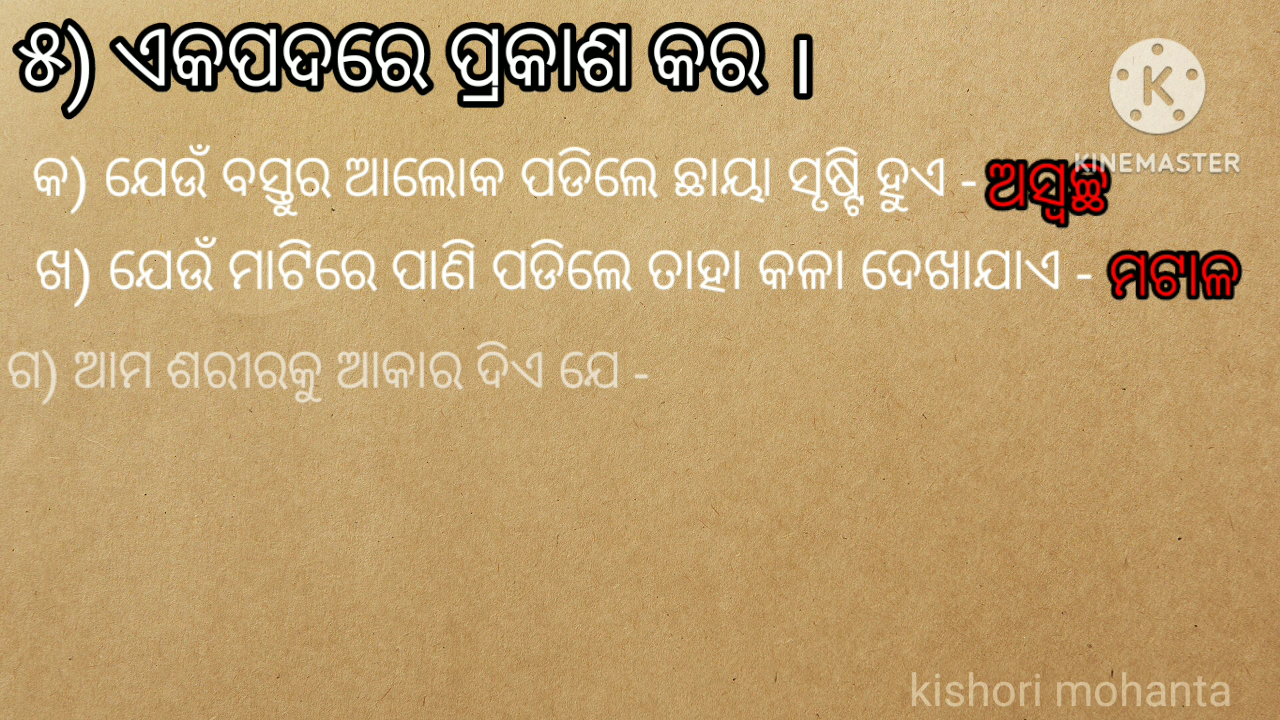 ୫) ଏକପଦରେ ପ୍ରକାଶ କର ।
KINEMASTER
କ) ଯେଉଁ ବସ୍ତୁର ଆଲୋକ ପଡିଲେ ଛାୟା ସୃଷ୍ଟି ହୁଏ - ଅସ୍ୱଚ୍ଛ
ଖ) ଯେଉଁ ମାଟିରେ ପାଣି ପଡିଲେ ତାହା କଳା ଦେଖାଯାଏ - ମଟାଳ
ଗ) ଆମ ଶରୀରକୁ ଆକାର ଦିଏ ଯେ -
kishori mohanta